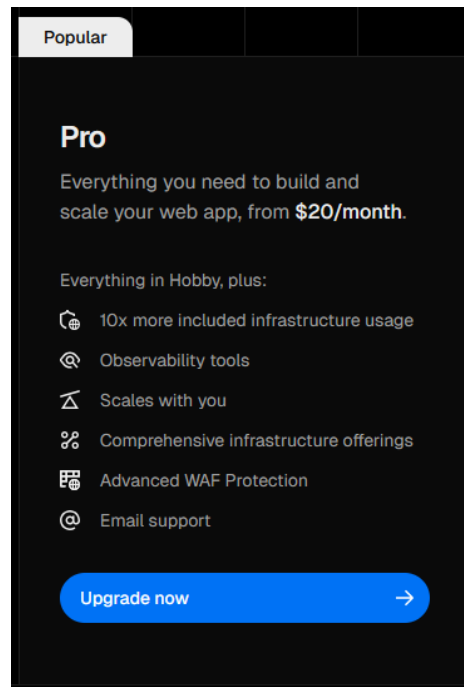 Popular
Pro
Everything you need to build and
scale your web app, from $20/month.
Everything in Hobby, plus:
10x more included infrastructure usage
Observability tools
Scales with you
Comprehensive infrastructure offerings
Advanced WAF Protection
Email support
Upgrade now